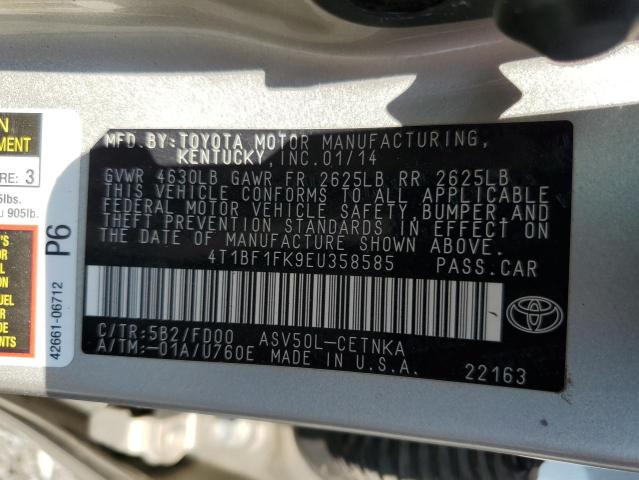 MFD.BY:TOYOTA MOTOR MANUFACTURING,
KENTUCKY, INC.01/14
GVWR 4630LB GAWR FR 2625LB RR 2625LB
THIS VEHICLE CONFORMS TO ALL APPLICABLE
FEDERAL MOTOR VEHICLE SAFETY,BUMPER,AND
THEFT PREVENTION STANDARDS IN EFFECT ON
THE DATE OF MANUFACTURE SHOWN ABOVE.
4T1BF1FK9EU358585 PASS.CAR
C/TR:5B2/FD00 ASV50L-CETNKA
A/TM:-01A/U760E MADE IN U.S.A.
22163
3
lbs.
905lb.
P6
42661-06712